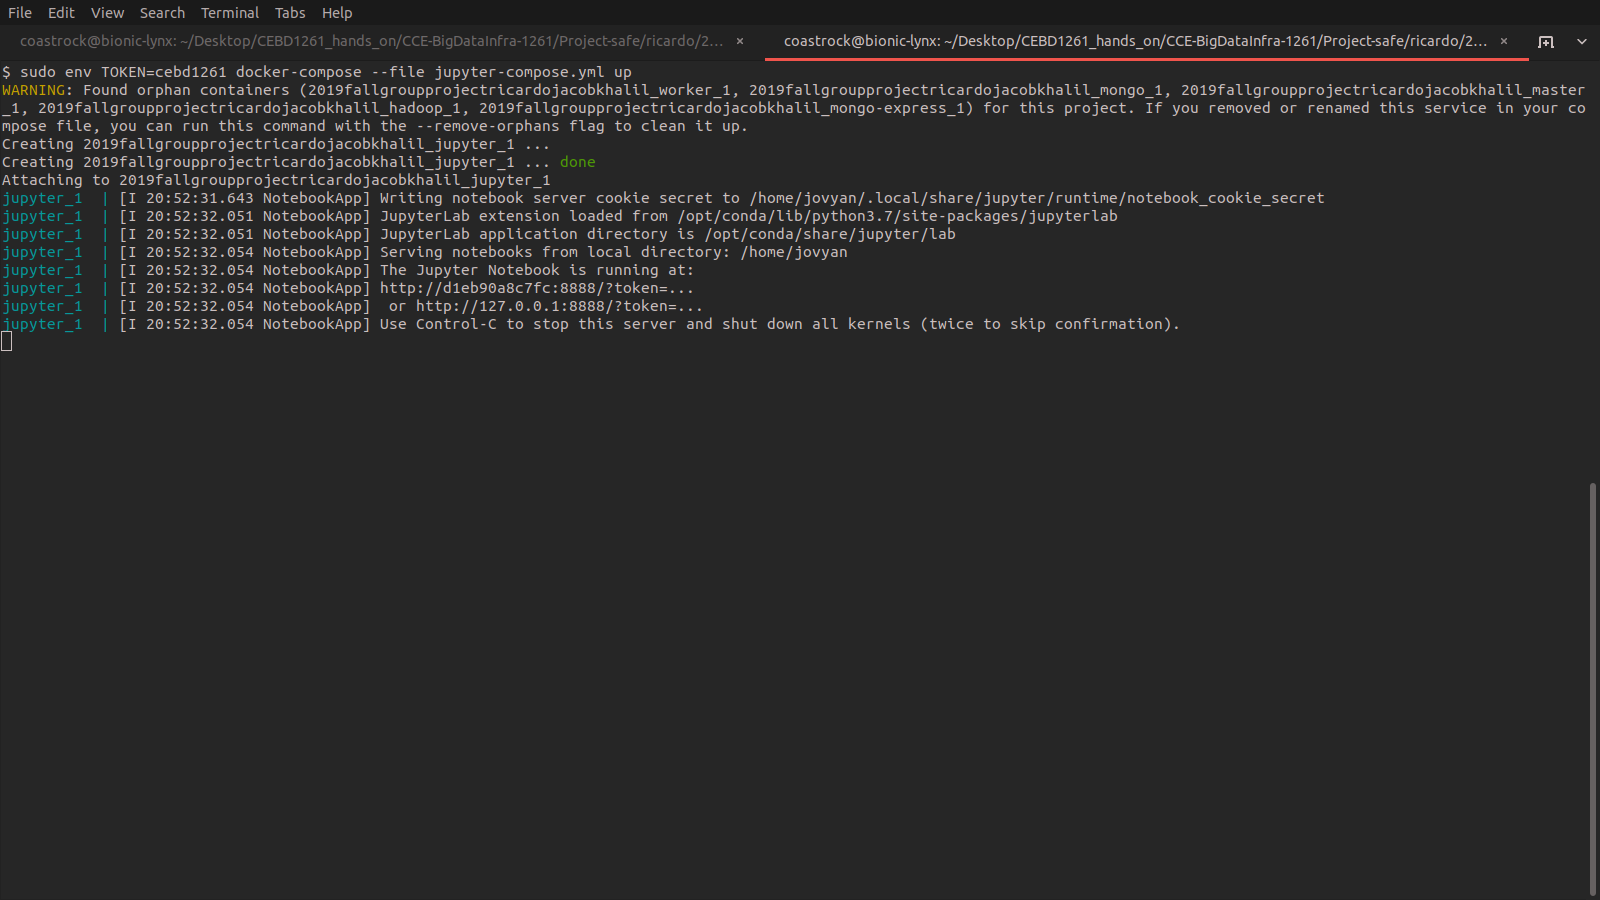 File Edit View Search Terminal Tabs Help
coastrock@bionic-lynx: ~/Desktop/CEBD1261_hands_on/CCE-BigDataInfra-1261/Project-safe/ricardo/2... × coastrock@bionic-lynx: ~/Desktop/CEBD1261_hands_on/CCE-BigDataInfra-1261/Project-safe/ricardo/2... ×
$ sudo env TOKEN=cebd1261 docker-compose --file jupyter-compose.yml up
WARNING: Found orphan containers (2019fallgroupprojectricardojacobkhalil_worker_1, 2019fallgroupprojectricardojacobkhalil_mongo_1, 2019fallgroupprojectricardojacobkhalil_master
_1, 2019fallgroupprojectricardojacobkhalil_hadoop_1, 2019fallgroupprojectricardojacobkhalil_mongo-express_1) for this project. If you removed or renamed this service in your co
mpose file, you can run this command with the --remove-orphans flag to clean it up.
Creating 2019fallgroupprojectricardojacobkhalil_jupyter_1 ...
Creating 2019fallgroupprojectricardojacobkhalil_jupyter_1 ... done
Attaching to 2019fallgroupprojectricardojacobkhalil_jupyter_1
jupyter_1  | [I 20:52:31.643 NotebookApp] Writing notebook server cookie secret to /home/jovyan/.local/share/jupyter/runtime/notebook_cookie_secret
jupyter_1  | [I 20:52:32.051 NotebookApp] JupyterLab extension loaded from /opt/conda/lib/python3.7/site-packages/jupyterlab
jupyter_1  | [I 20:52:32.051 NotebookApp] JupyterLab application directory is /opt/conda/share/jupyter/lab
jupyter_1  | [I 20:52:32.054 NotebookApp] Serving notebooks from local directory: /home/jovyan
jupyter_1  | [I 20:52:32.054 NotebookApp] The Jupyter Notebook is running at:
jupyter_1  | [I 20:52:32.054 NotebookApp] http://d1eb90a8c7fc:8888/?token=...
jupyter_1  | [I 20:52:32.054 NotebookApp]  or http://127.0.0.1:8888/?token=...
jupyter_1  | [I 20:52:32.054 NotebookApp] Use Control-C to stop this server and shut down all kernels (twice to skip confirmation).